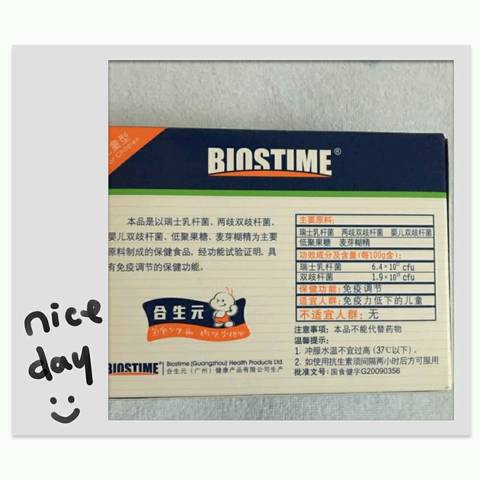 nice
day
童型
for Children
BIOSTIME®
本品是以瑞士乳杆菌、两歧双歧杆菌、
婴儿双歧杆菌、低聚果糖、麦芽糊精为主要
原料制成的保健食品，经功能试验证明，具
有免疫调节的保健功能。
合生元
BIOSTIME®
Biostime (Guangzhou) Health Products Ltd.
合生元（广州）健康产品有限公司生产
主要原料：
瑞士乳杆菌 两歧双歧杆菌 婴儿双歧杆菌
低聚果糖 麦芽糊精
功效成分及含量(每100g含)：
瑞士乳杆菌 6.4×10¹⁰ cfu
双歧杆菌 1.9×10¹⁰ cfu
保健功能：免疫调节
适宜人群：免疫力低下的儿童
不适宜人群：无
注意事项：本品不能代替药物
温馨提示：
1. 冲服水温不宜过高（37℃以下）。
2. 如使用抗生素须间隔两小时后方可服用
批准文号：国食健字G20090356